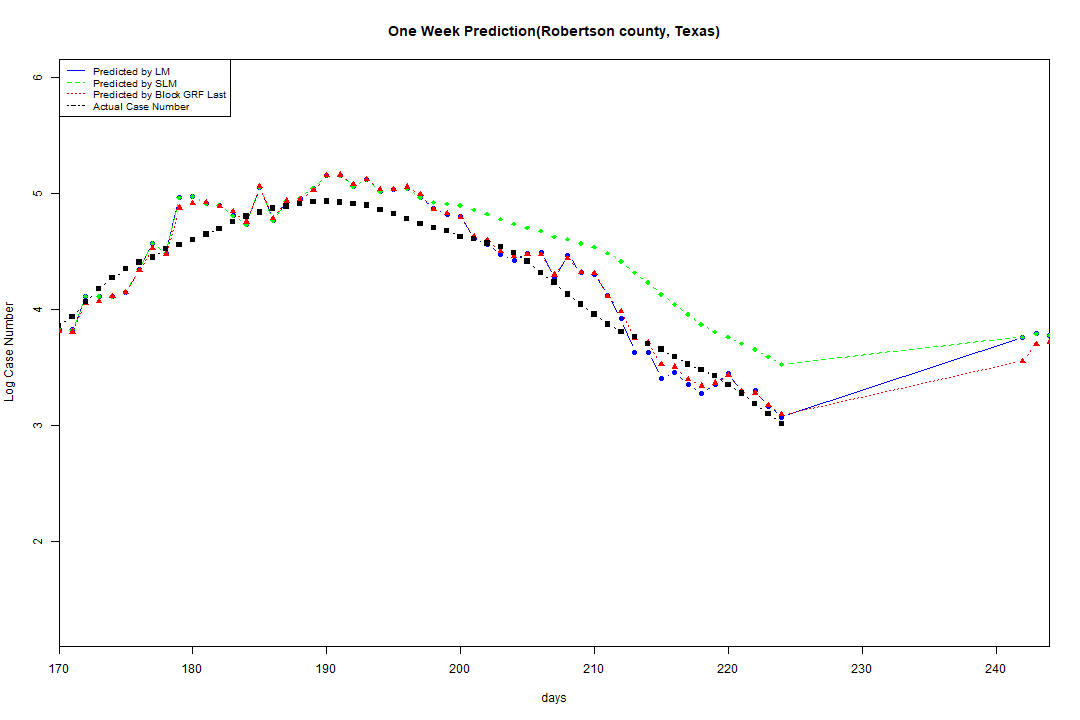 One Week Prediction(Robertson county, Texas)
Predicted by LM
Predicted by SLM
Predicted by Block GRF Last
Actual Case Number
6
5
4
3
2
Log Case Number
170 180 190 200 210 220 230 240
days